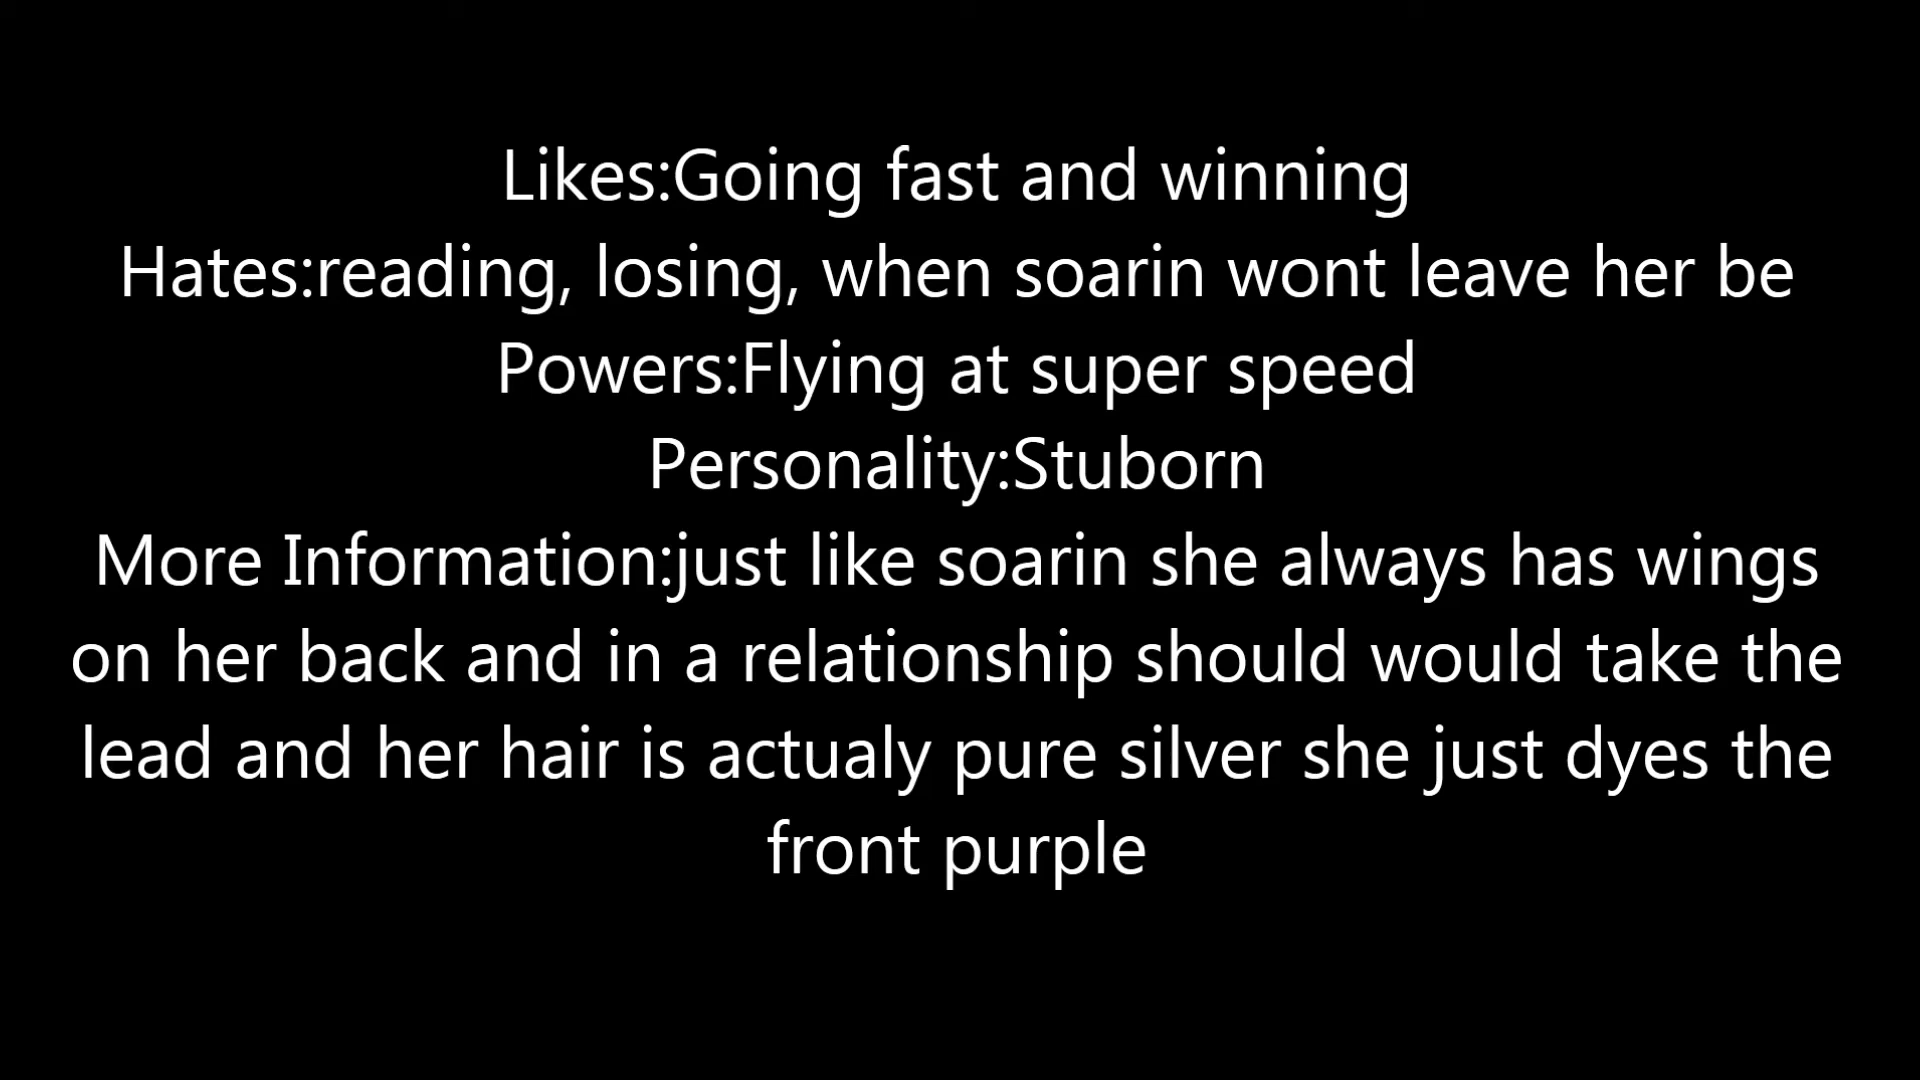 Likes:Going fast and winning
Hates:reading, losing, when soarin wont leave her be
Powers:Flying at super speed
Personality:Stuborn
More Information:just like soarin she always has wings
on her back and in a relationship should would take the
lead and her hair is actualy pure silver she just dyes the
front purple